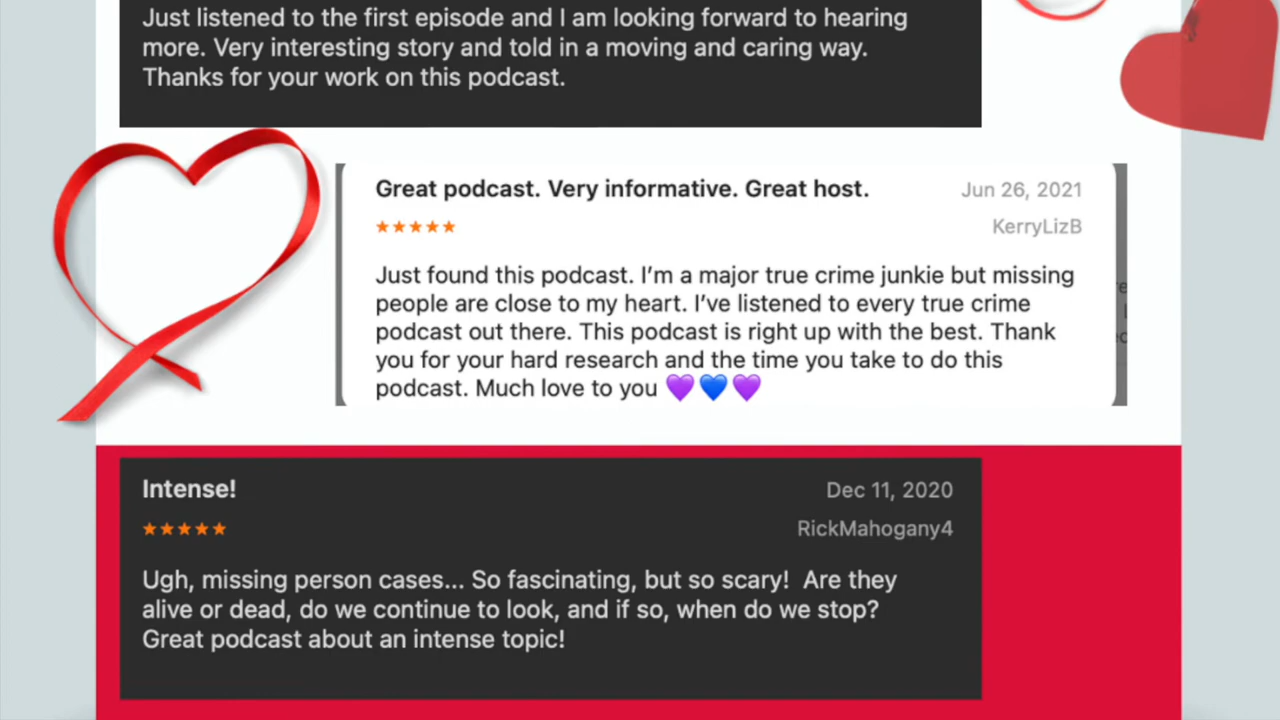 Just listened to the first episode and I am looking forward to hearing
more. Very interesting story and told in a moving and caring way.
Thanks for your work on this podcast.
Great podcast. Very informative. Great host.
Jun 26, 2021
★★★★★
KerryLizB
Just found this podcast. I’m a major true crime junkie but missing
people are close to my heart. I’ve listened to every true crime
podcast out there. This podcast is right up with the best. Thank
you for your hard research and the time you take to do this
podcast. Much love to you 💜💙💜
Intense!
Dec 11, 2020
★★★★★
RickMahogany4
Ugh, missing person cases... So fascinating, but so scary!  Are they
alive or dead, do we continue to look, and if so, when do we stop?
Great podcast about an intense topic!